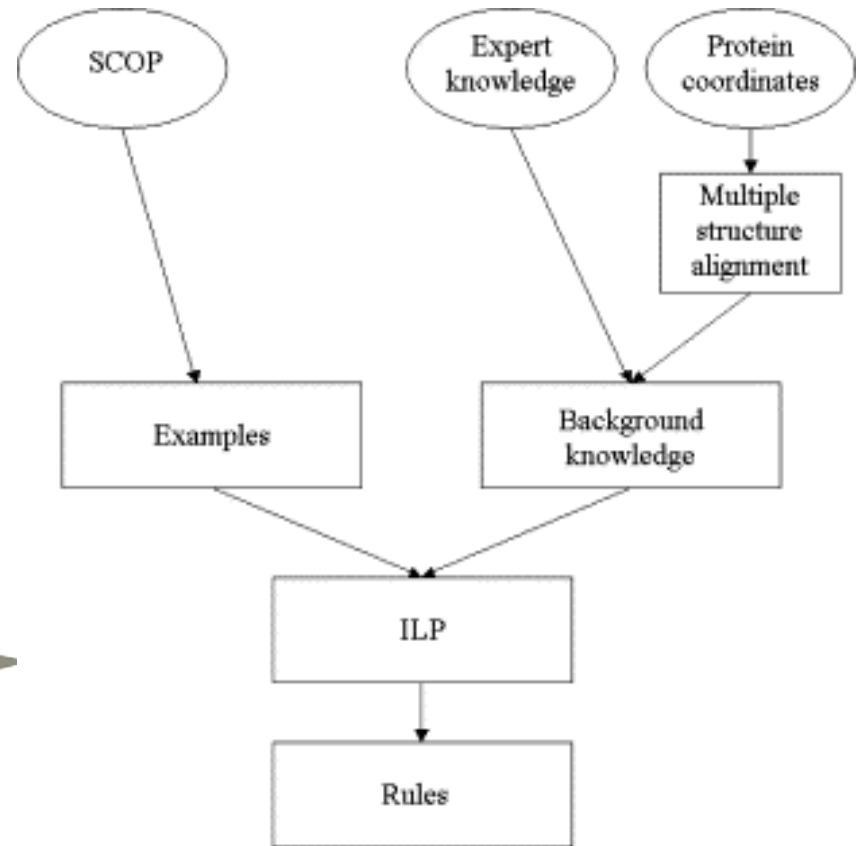 SCOP
Expert
knowledge
Protein
coordinates
Multiple
structure
alignment
Examples
Background
knowledge
ILP
Rules